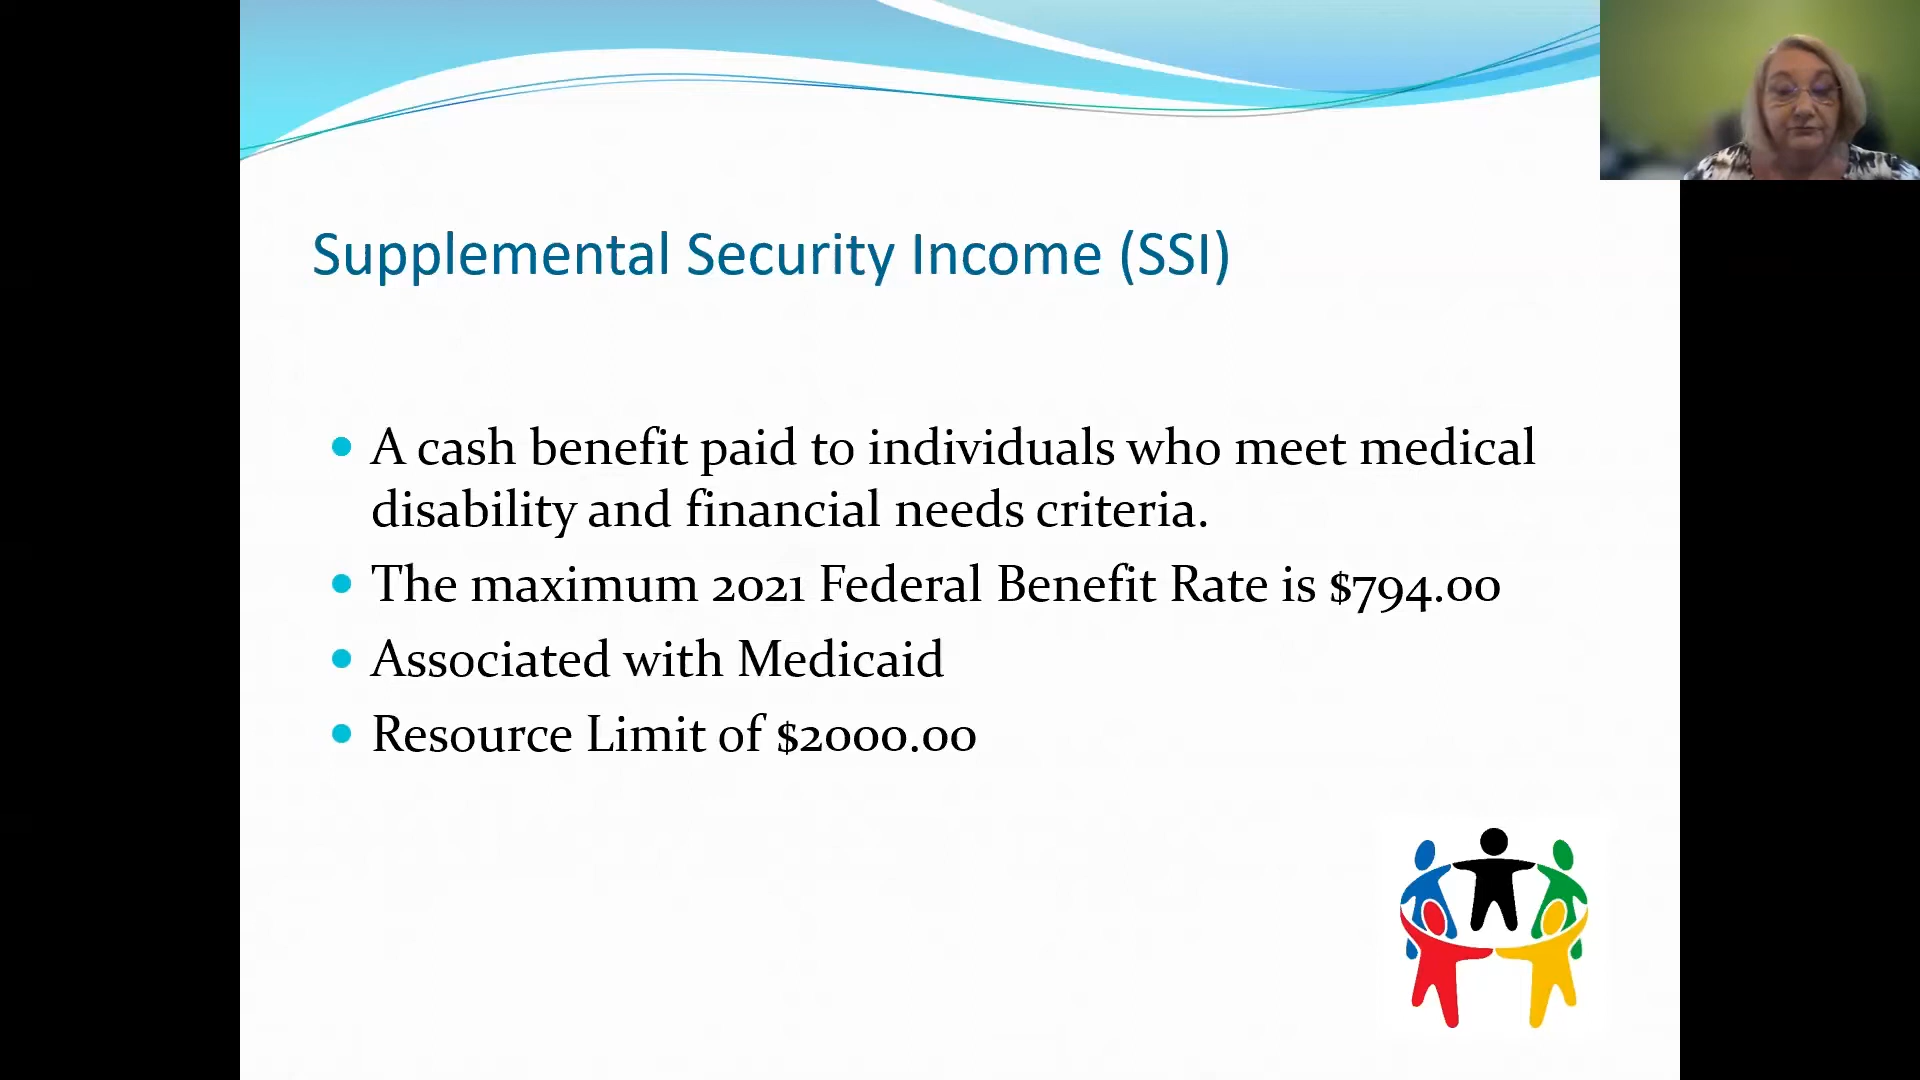 Supplemental Security Income (SSI)
A cash benefit paid to individuals who meet medical
disability and financial needs criteria.
The maximum 2021 Federal Benefit Rate is $794.00
Associated with Medicaid
Resource Limit of $2000.00